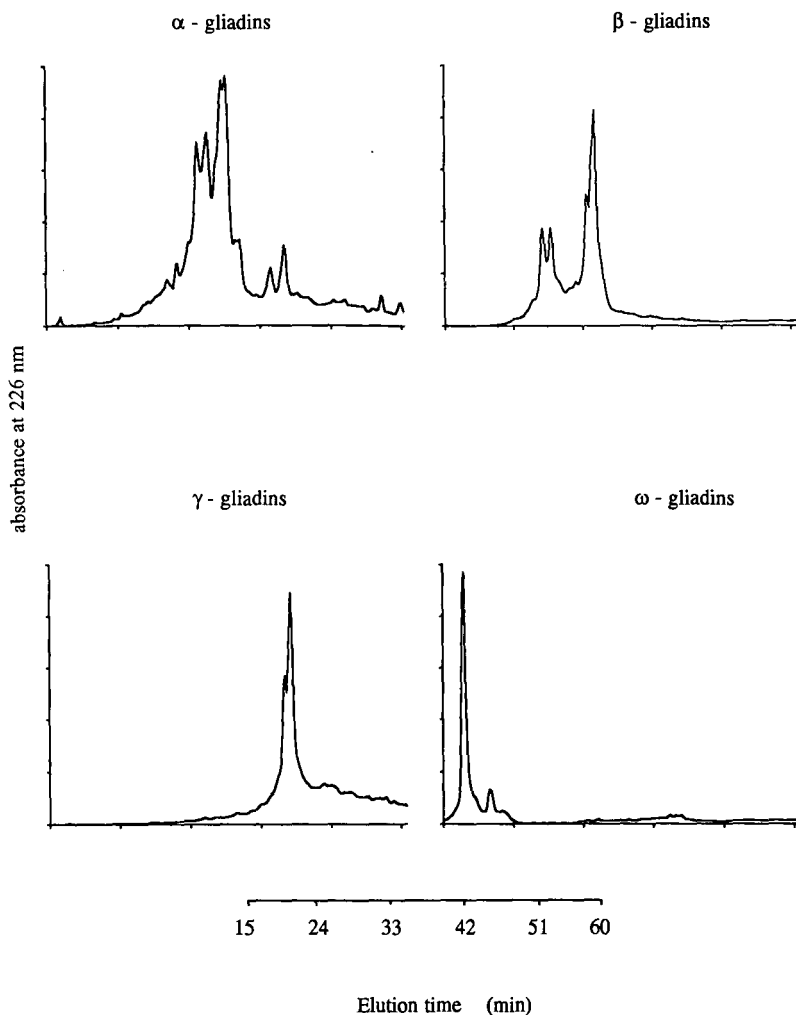 α - gliadins
β - gliadins
absorbance at 226 nm
γ - gliadins
ω - gliadins
15 24 33 42 51 60
Elution time (min)